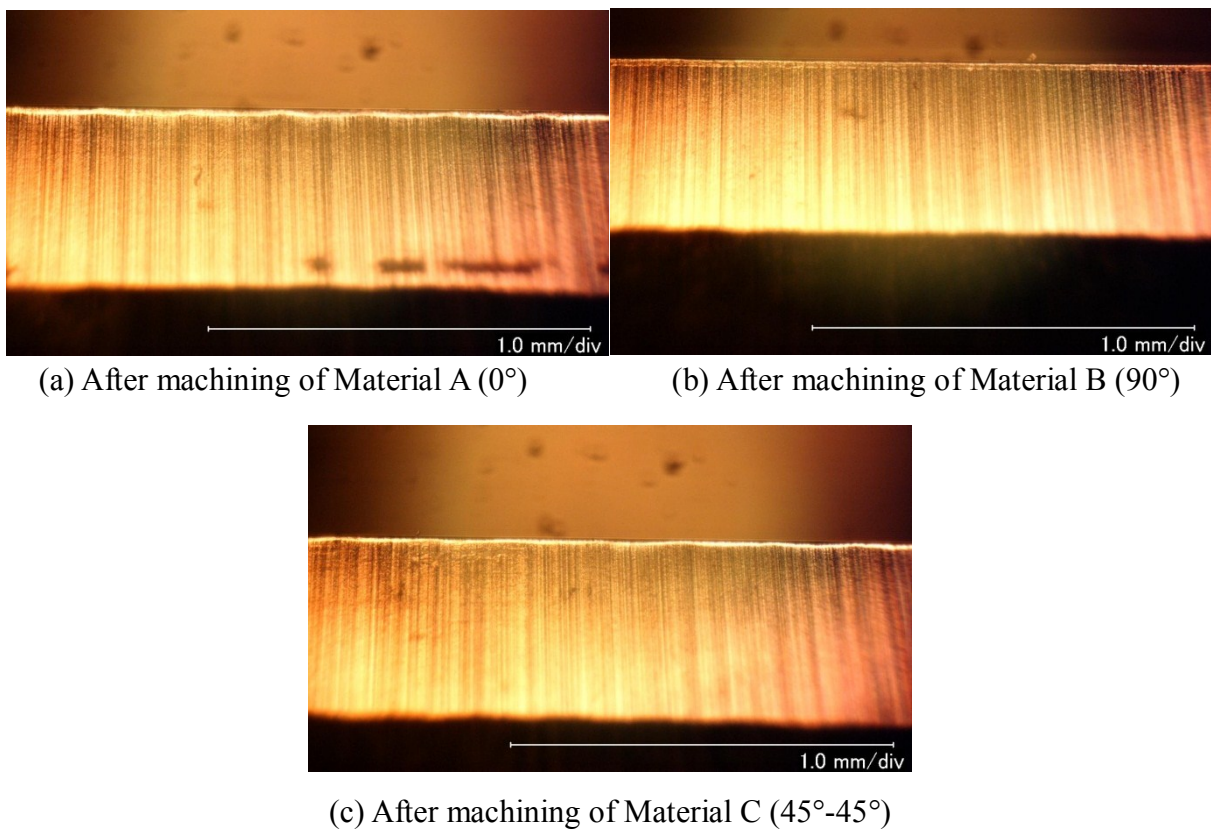 1.0 mm/div
1.0 mm/div
(a) After machining of Material A (0°)
(b) After machining of Material B (90°)
1.0 mm/div
(c) After machining of Material C (45°-45°)